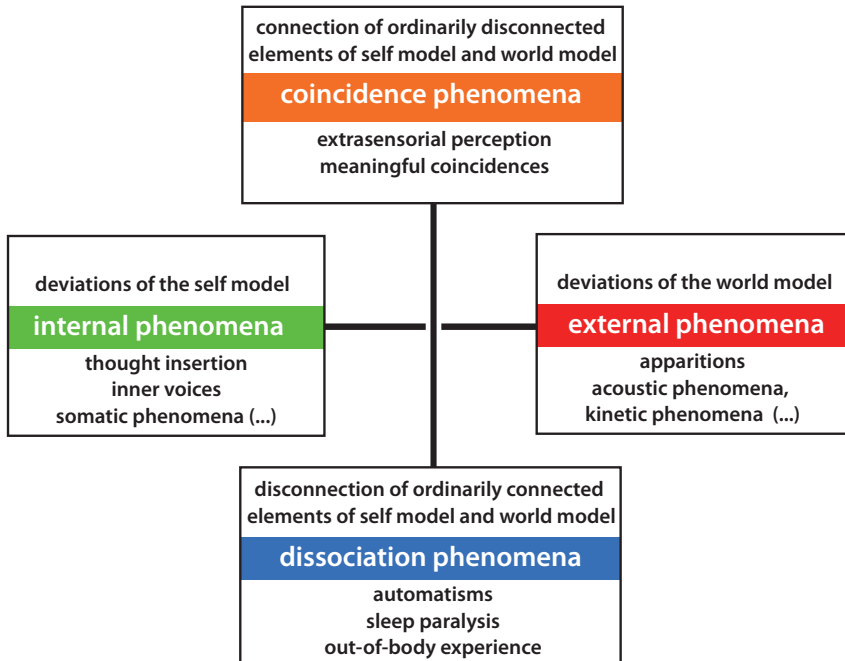 connection of ordinarily disconnected
elements of self model and world model
coincidence phenomena
extrasensorial perception
meaningful coincidences
deviations of the self model
internal phenomena
thought insertion
inner voices
somatic phenomena (...)
deviations of the world model
external phenomena
apparitions
acoustic phenomena,
kinetic phenomena (...)
disconnection of ordinarily connected
elements of self model and world model
dissociation phenomena
automatisms
sleep paralysis
out-of-body experience